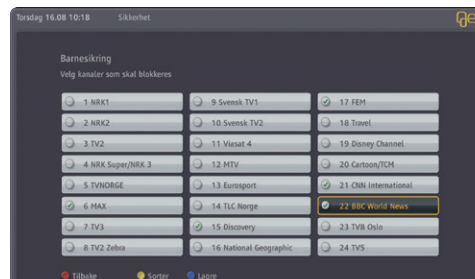 Torsdag 16.08 10:18 Sikkerhet
Barnesikring
Velg kanaler som skal blokkeres
1 NRK1
2 NRK2
3 TV2
4 NRK Super/NRK 3
5 TVNORGE
6 MAX
7 TV3
8 TV2 Zebra
9 Svensk TV1
10 Svensk TV2
11 Viasat 4
12 MTV
13 Eurosport
14 TLC Norge
15 Discovery
16 National Geographic
17 FEM
18 Travel
19 Disney Channel
20 Cartoon/TCM
21 CNN International
22 BBC World News
23 TV8 Oslo
24 TV5
Tilbake Sorter Lagre